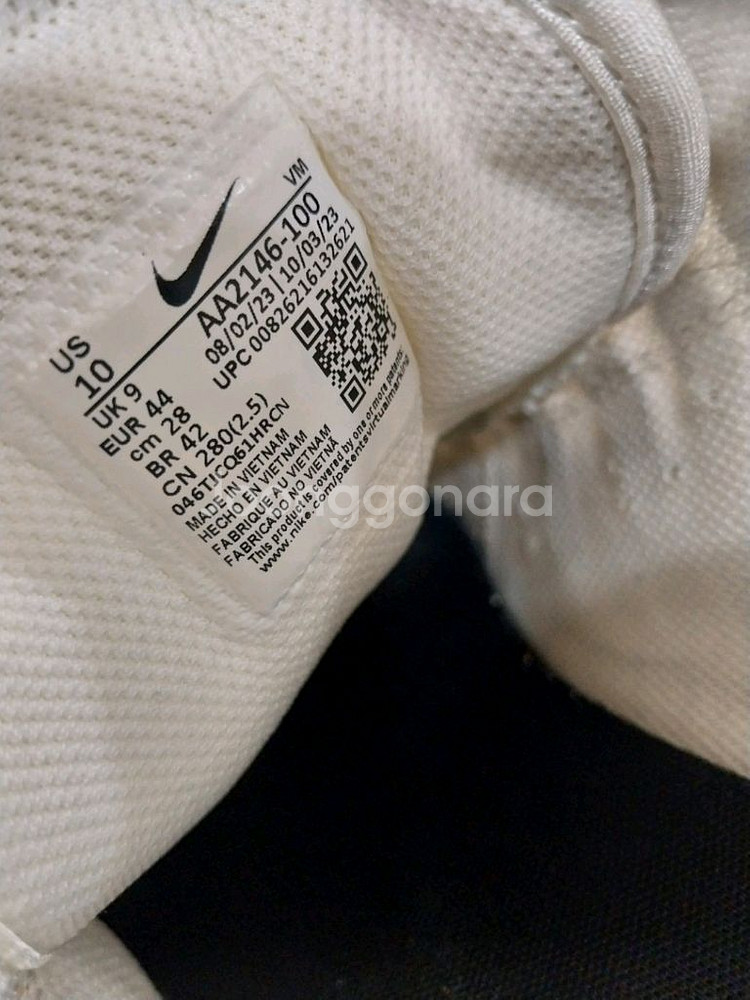 VM
US
10
AA2146-100
08/02/23 | 10/03/23
UPC 00826216132621
UK 9
EUR 44
cm 28
BR 42
CN 280(2.5)
MADE IN VIETNAM
HECHO EN VIETNAM
FABRIQUE AU VIETNAM
FABRICADO NO VIETNÃ
This product is covered by one or more patents:
www.nike.com/patentsvirtualmarking
ggonara